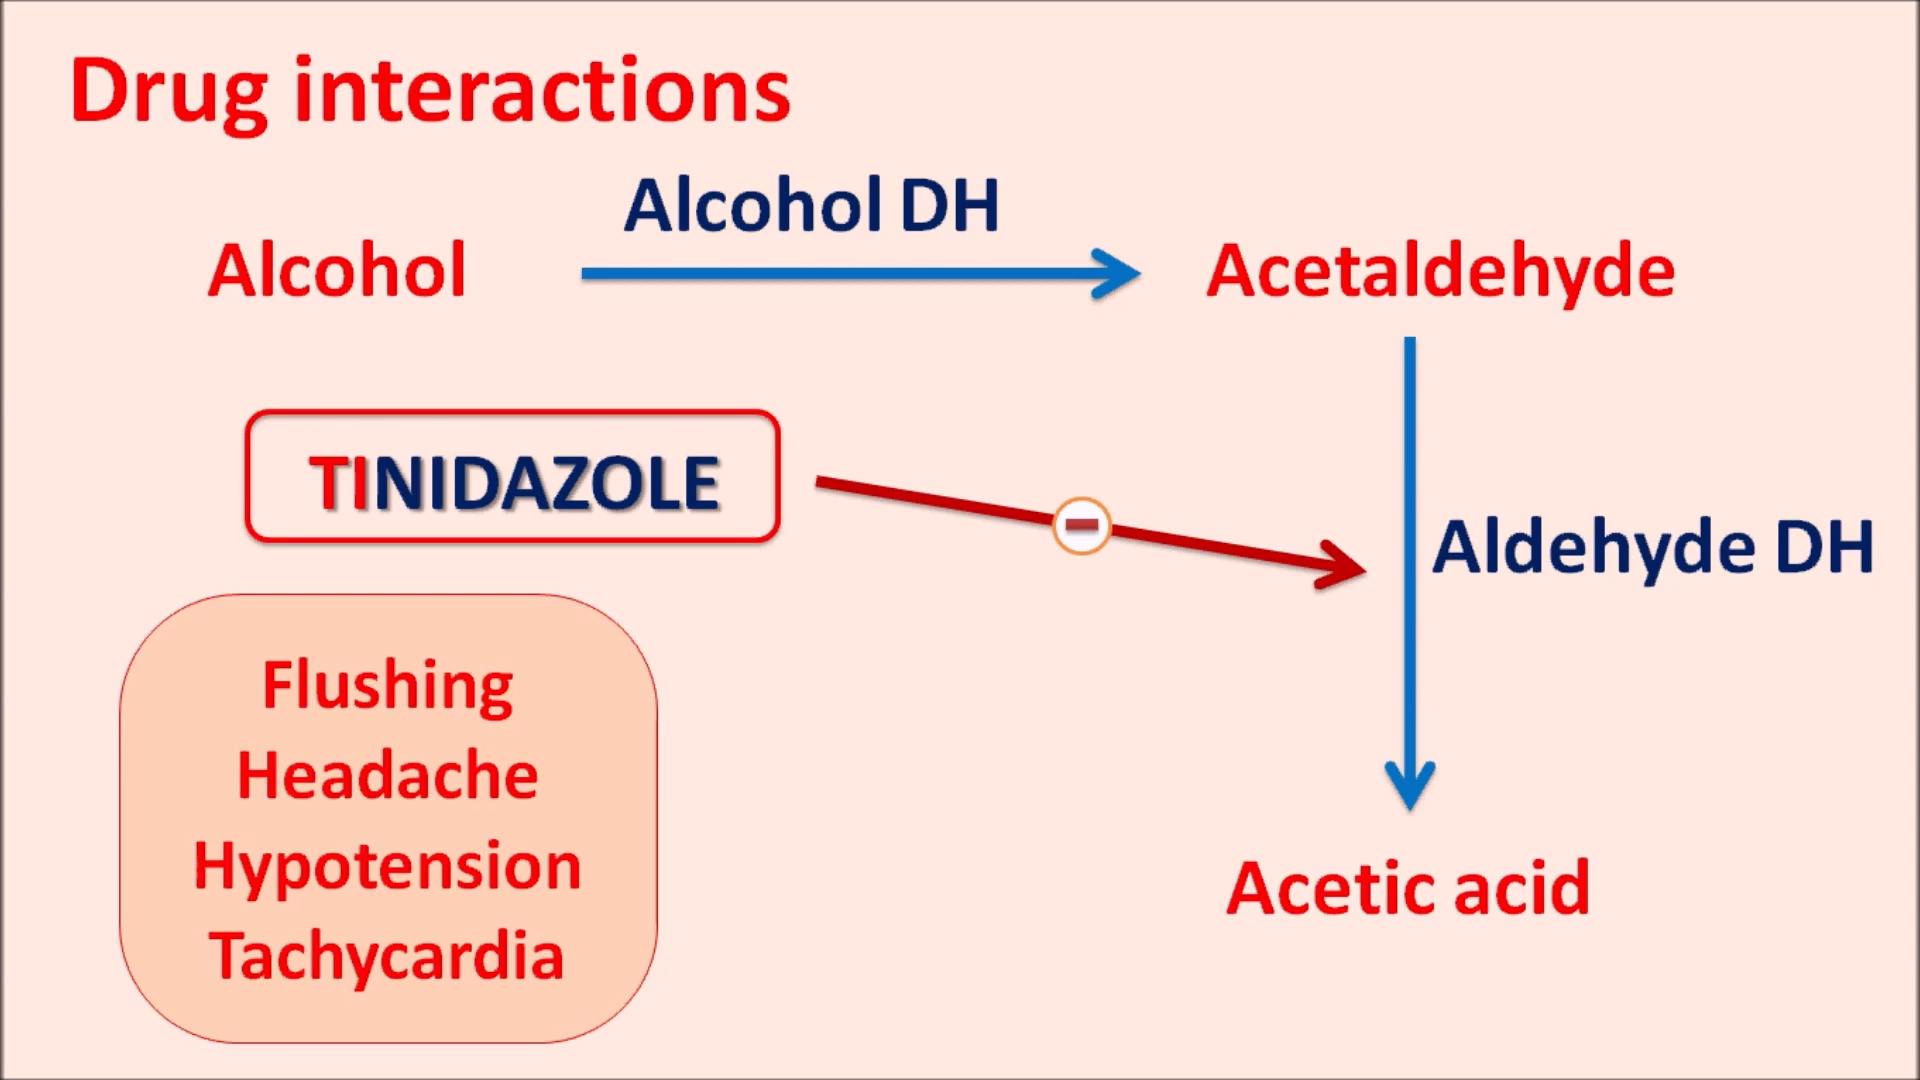 Drug interactions
Alcohol DH
Alcohol
Acetaldehyde
TINIDAZOLE
Aldehyde DH
Flushing
Headache
Hypotension
Tachycardia
Acetic acid